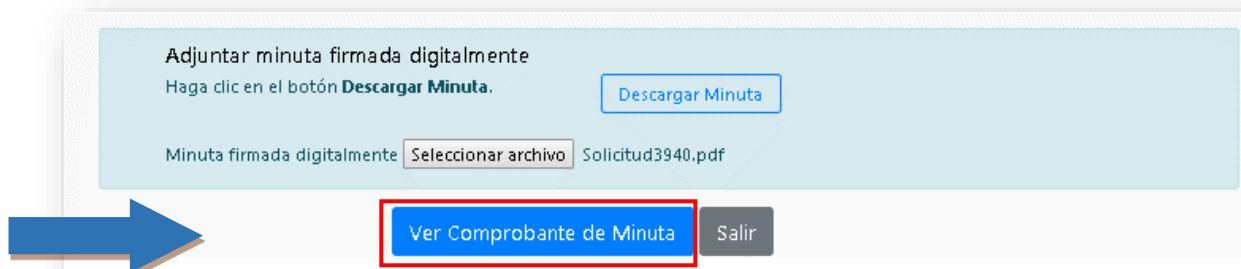 Adjuntar minuta firmada digitalmente
Haga clic en el botón Descargar Minuta.
Descargar Minuta
Minuta firmada digitalmente Seleccionar archivo Solicitud3940.pdf
Ver Comprobante de Minuta Salir